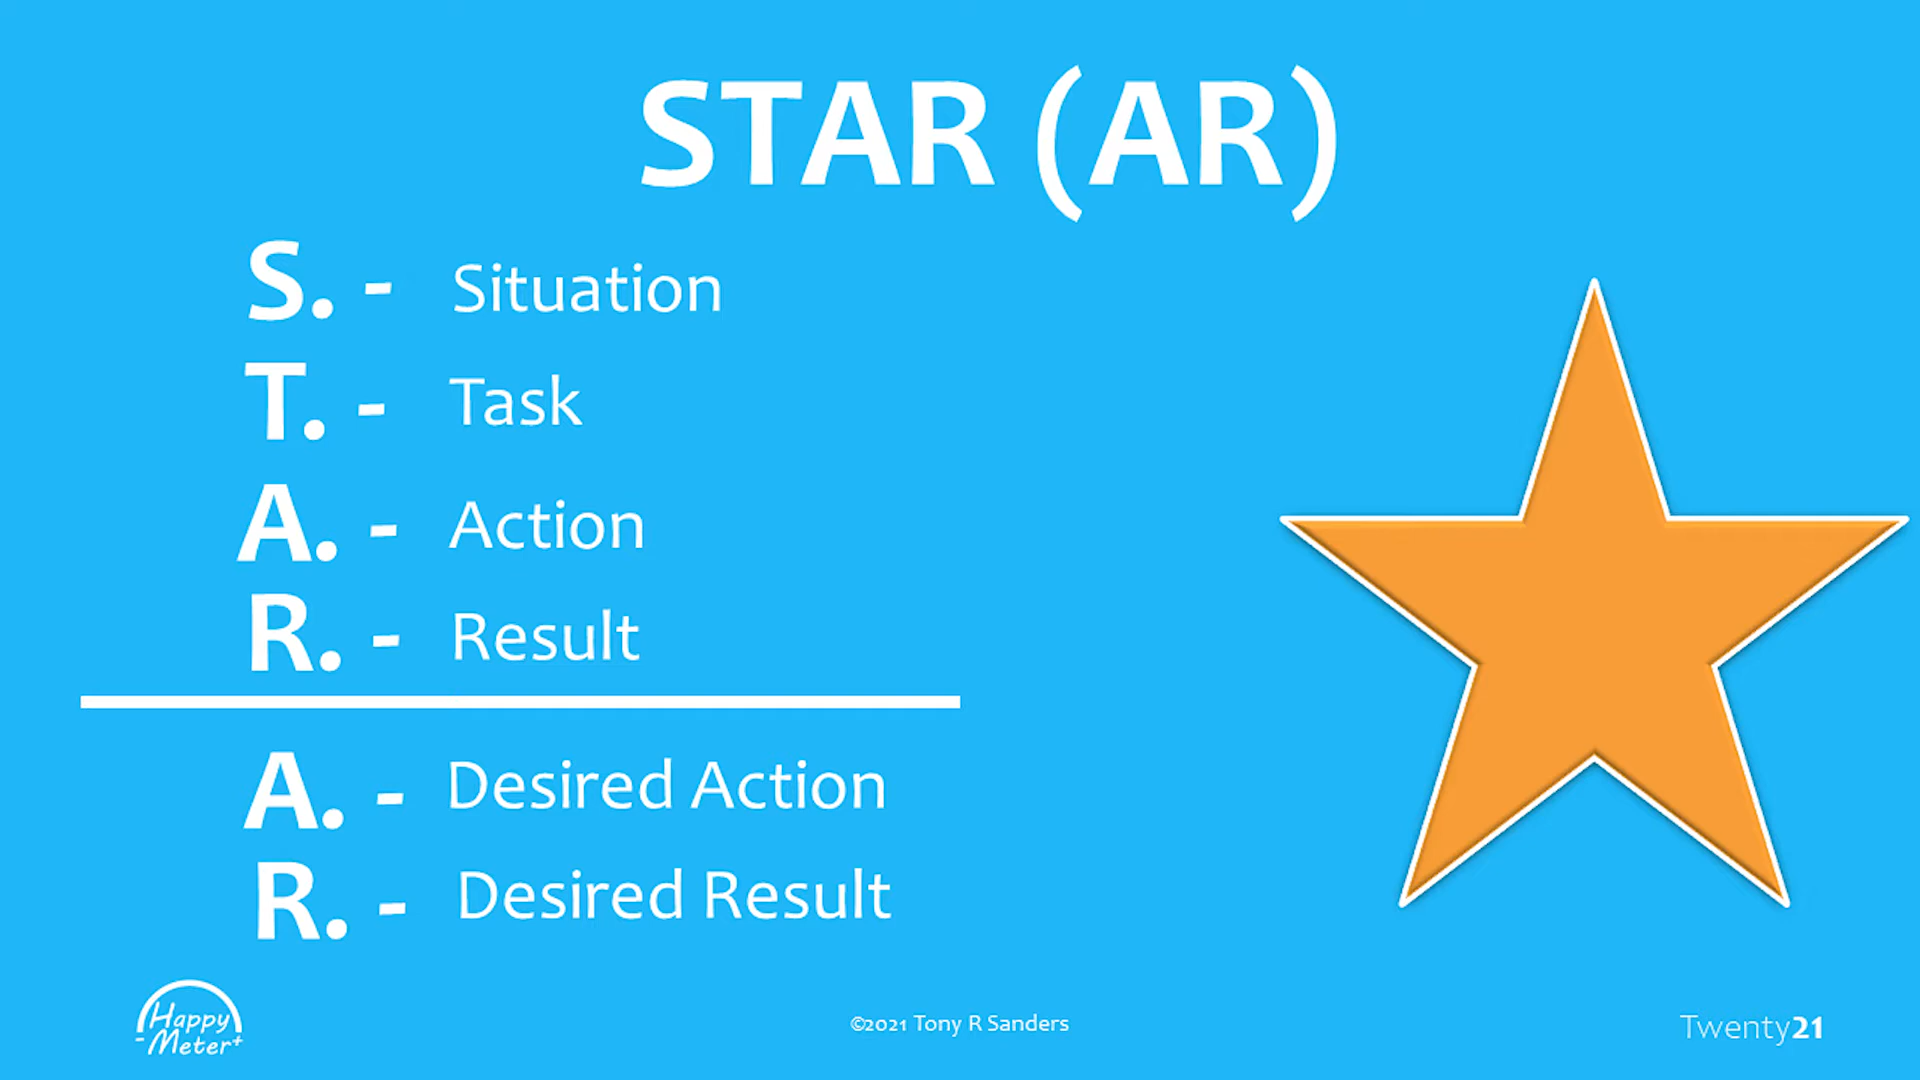 STAR (AR)
S. - Situation
T. - Task
A. - Action
R. - Result
A. - Desired Action
R. - Desired Result
Happy
-Meter+
©2021 Tony R Sanders
Twenty21